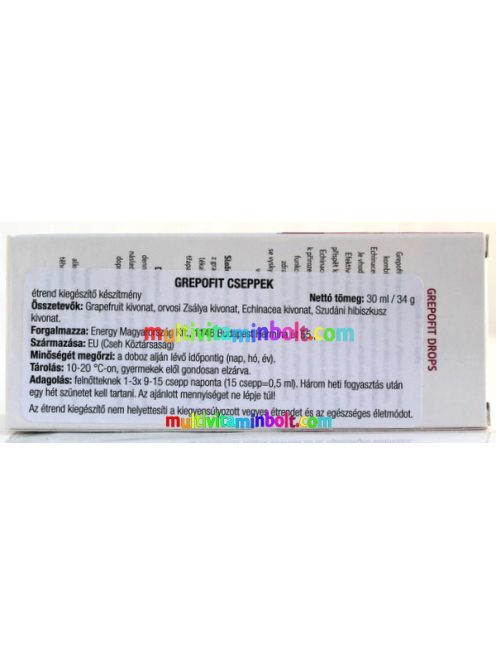 GREPOFIT CSEPPEK
étrend kiegészítő készítmény Nettó tömeg: 30 ml / 34 g
Összetevők: Grapefruit kivonat, orvosi Zsálya kivonat, Echinacea kivonat, Szudáni hibiszkusz
kivonat.
Forgalmazza: Energy Magyarország Kft., 1146 Budapest
Származása: EU (Cseh Köztársaság)
Minőségét megőrzi: a doboz alján lévő időpontig (nap, hó, év).
Tárolás: 10-20 °C-on, gyermekek elől gondosan elzárva.
Adagolás: felnőtteknek 1-3x 9-15 csepp naponta (15 csepp=0,5 ml). Három heti fogyasztás után
egy hét szünetet kell tartani. Az ajánlott mennyiséget ne lépje túl!
Az étrend kiegészítő nem helyettesíti a kiegyensúlyozott vegyes étrendet és az egészséges életmódot.
GREPOFIT DROPS
multivitaminbolt.com
multivitaminbolt.com
multivitaminbolt.com